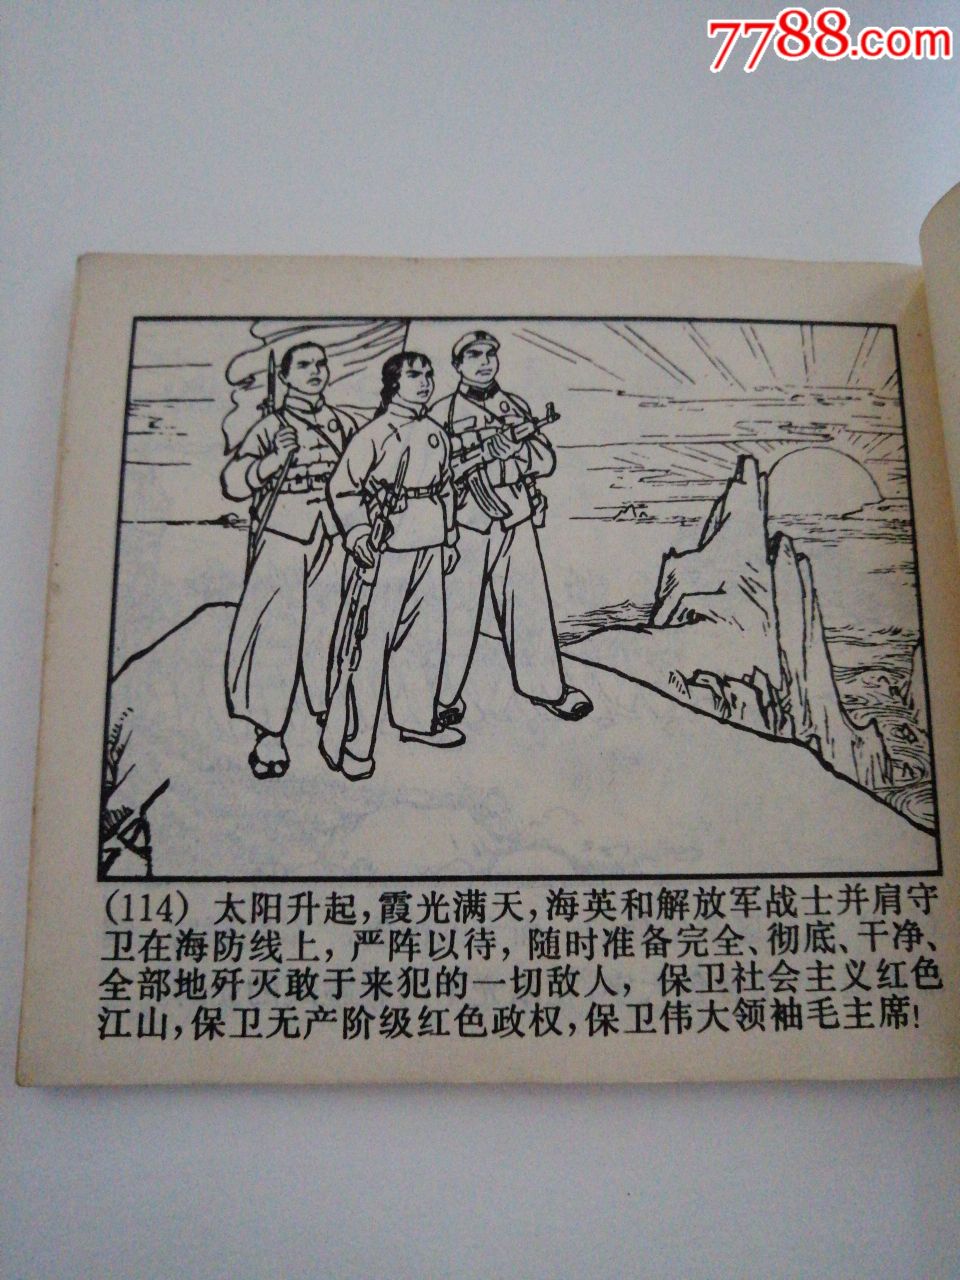 7788.com
(114) 太阳升起，霞光满天，海英和解放军战士并肩守
卫在海防线上，严阵以待，随时准备完全、彻底、干净、
全部地歼灭敢于来犯的一切敌人，保卫社会主义红色
江山，保卫无产阶级红色政权，保卫伟大领袖毛主席！